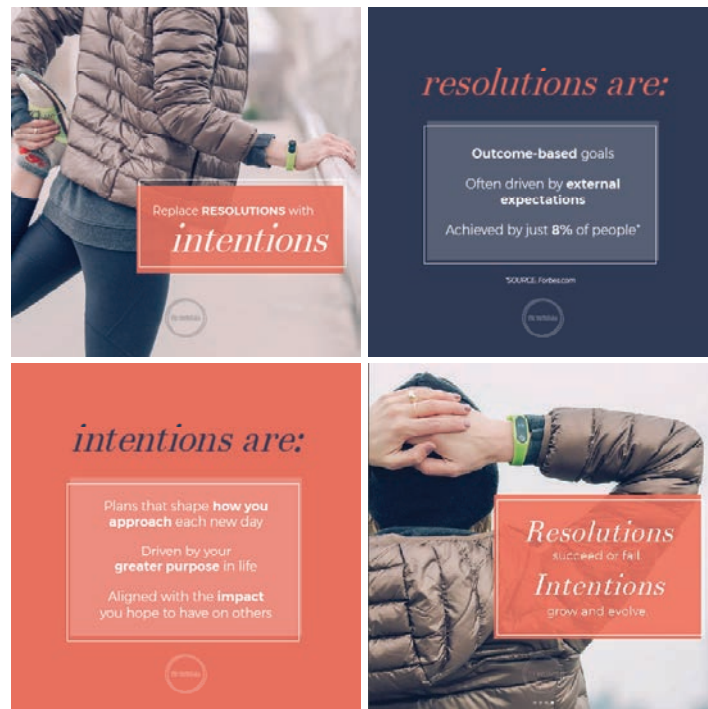 Replace RESOLUTIONS with
intentions
resolutions are:
Outcome-based goals
Often driven by external
expectations
Achieved by just 8% of people*
*SOURCE: Forbes.com
intentions are:
Plans that shape how you
approach each new day
Driven by your
greater purpose in life
Aligned with the impact
you hope to have on others
Resolutions
succeed or fail.
Intentions
grow and evolve.